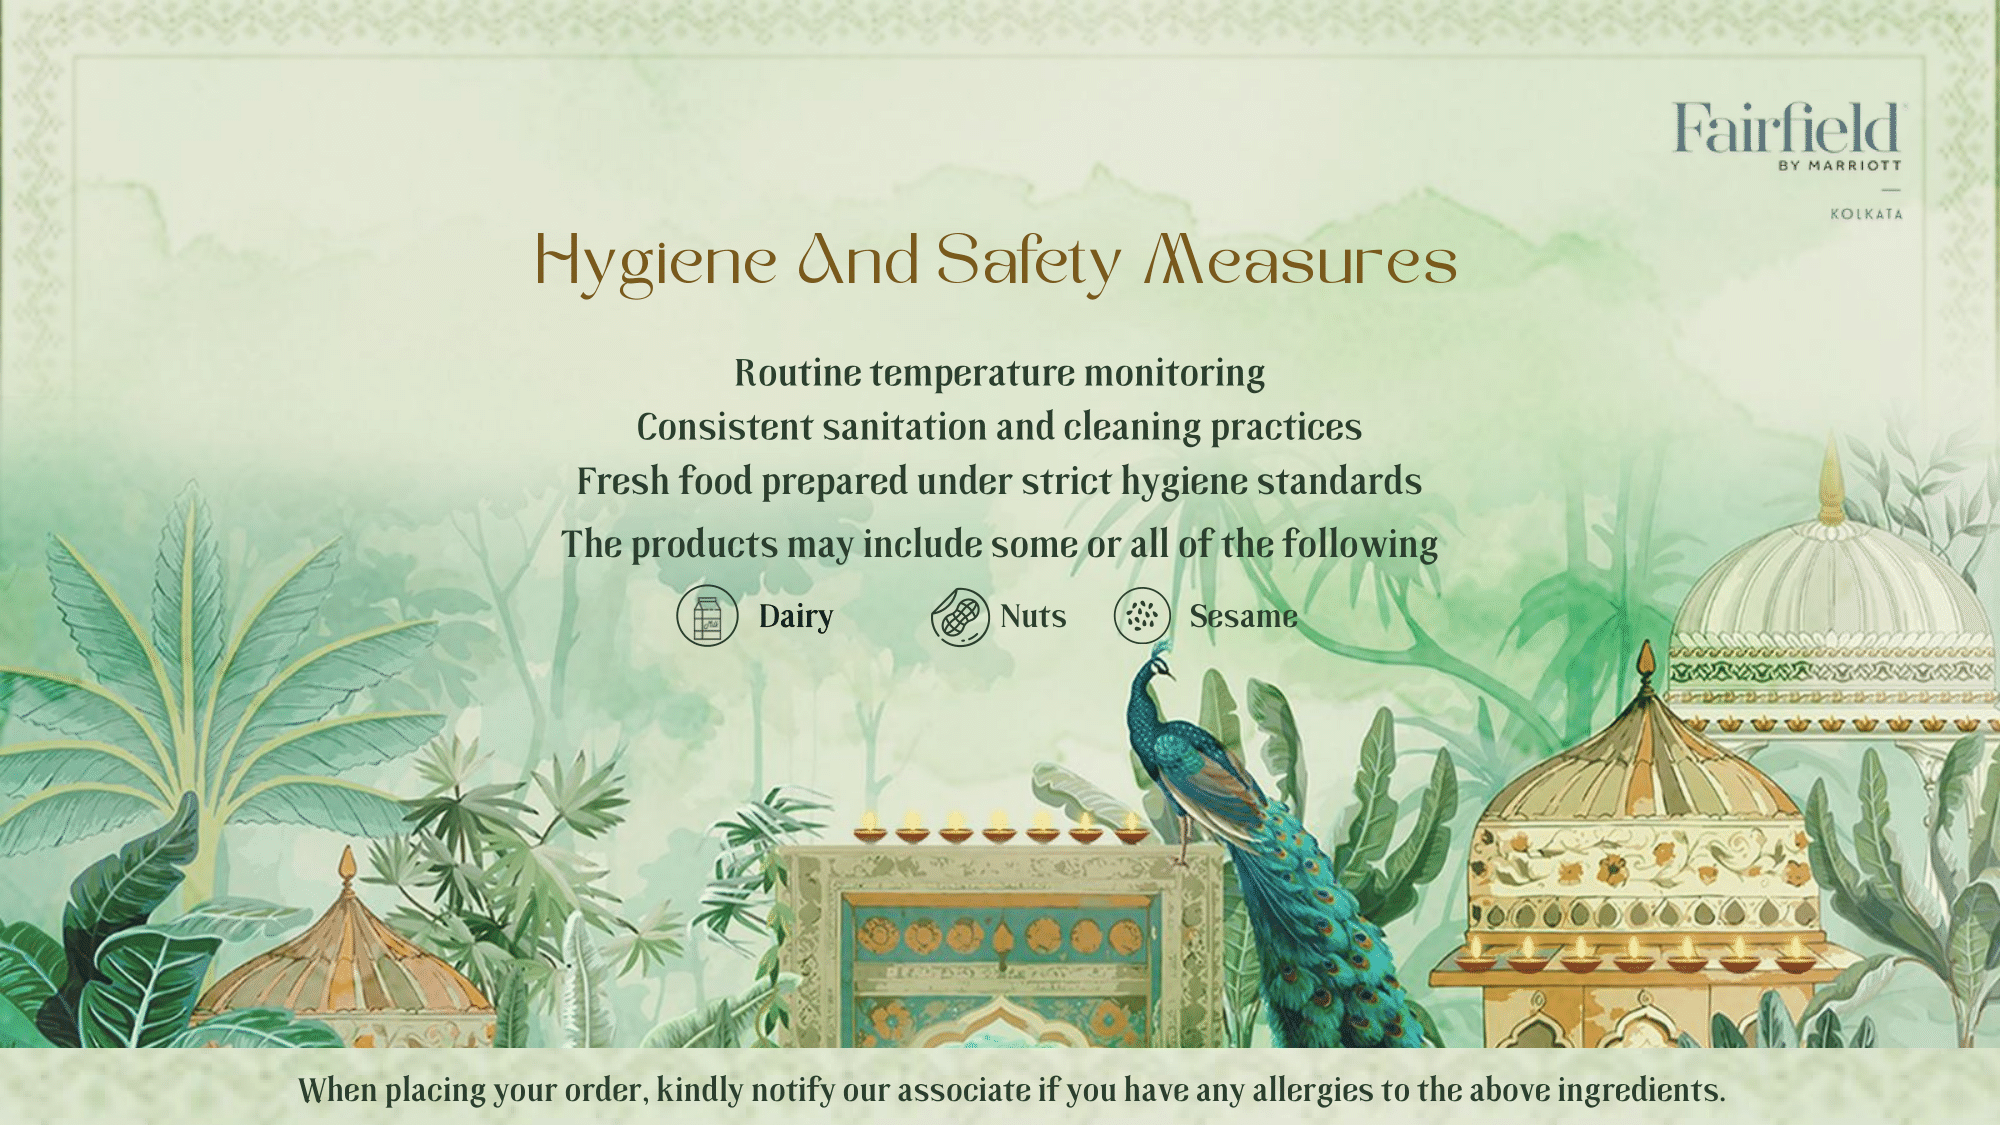 Fairfield
BY MARRIOTT
KOLKATA
Hygiene And Safety Measures
Routine temperature monitoring
Consistent sanitation and cleaning practices
Fresh food prepared under strict hygiene standards
The products may include some or all of the following
Milk Dairy Nuts Sesame
When placing your order, kindly notify our associate if you have any allergies to the above ingredients.